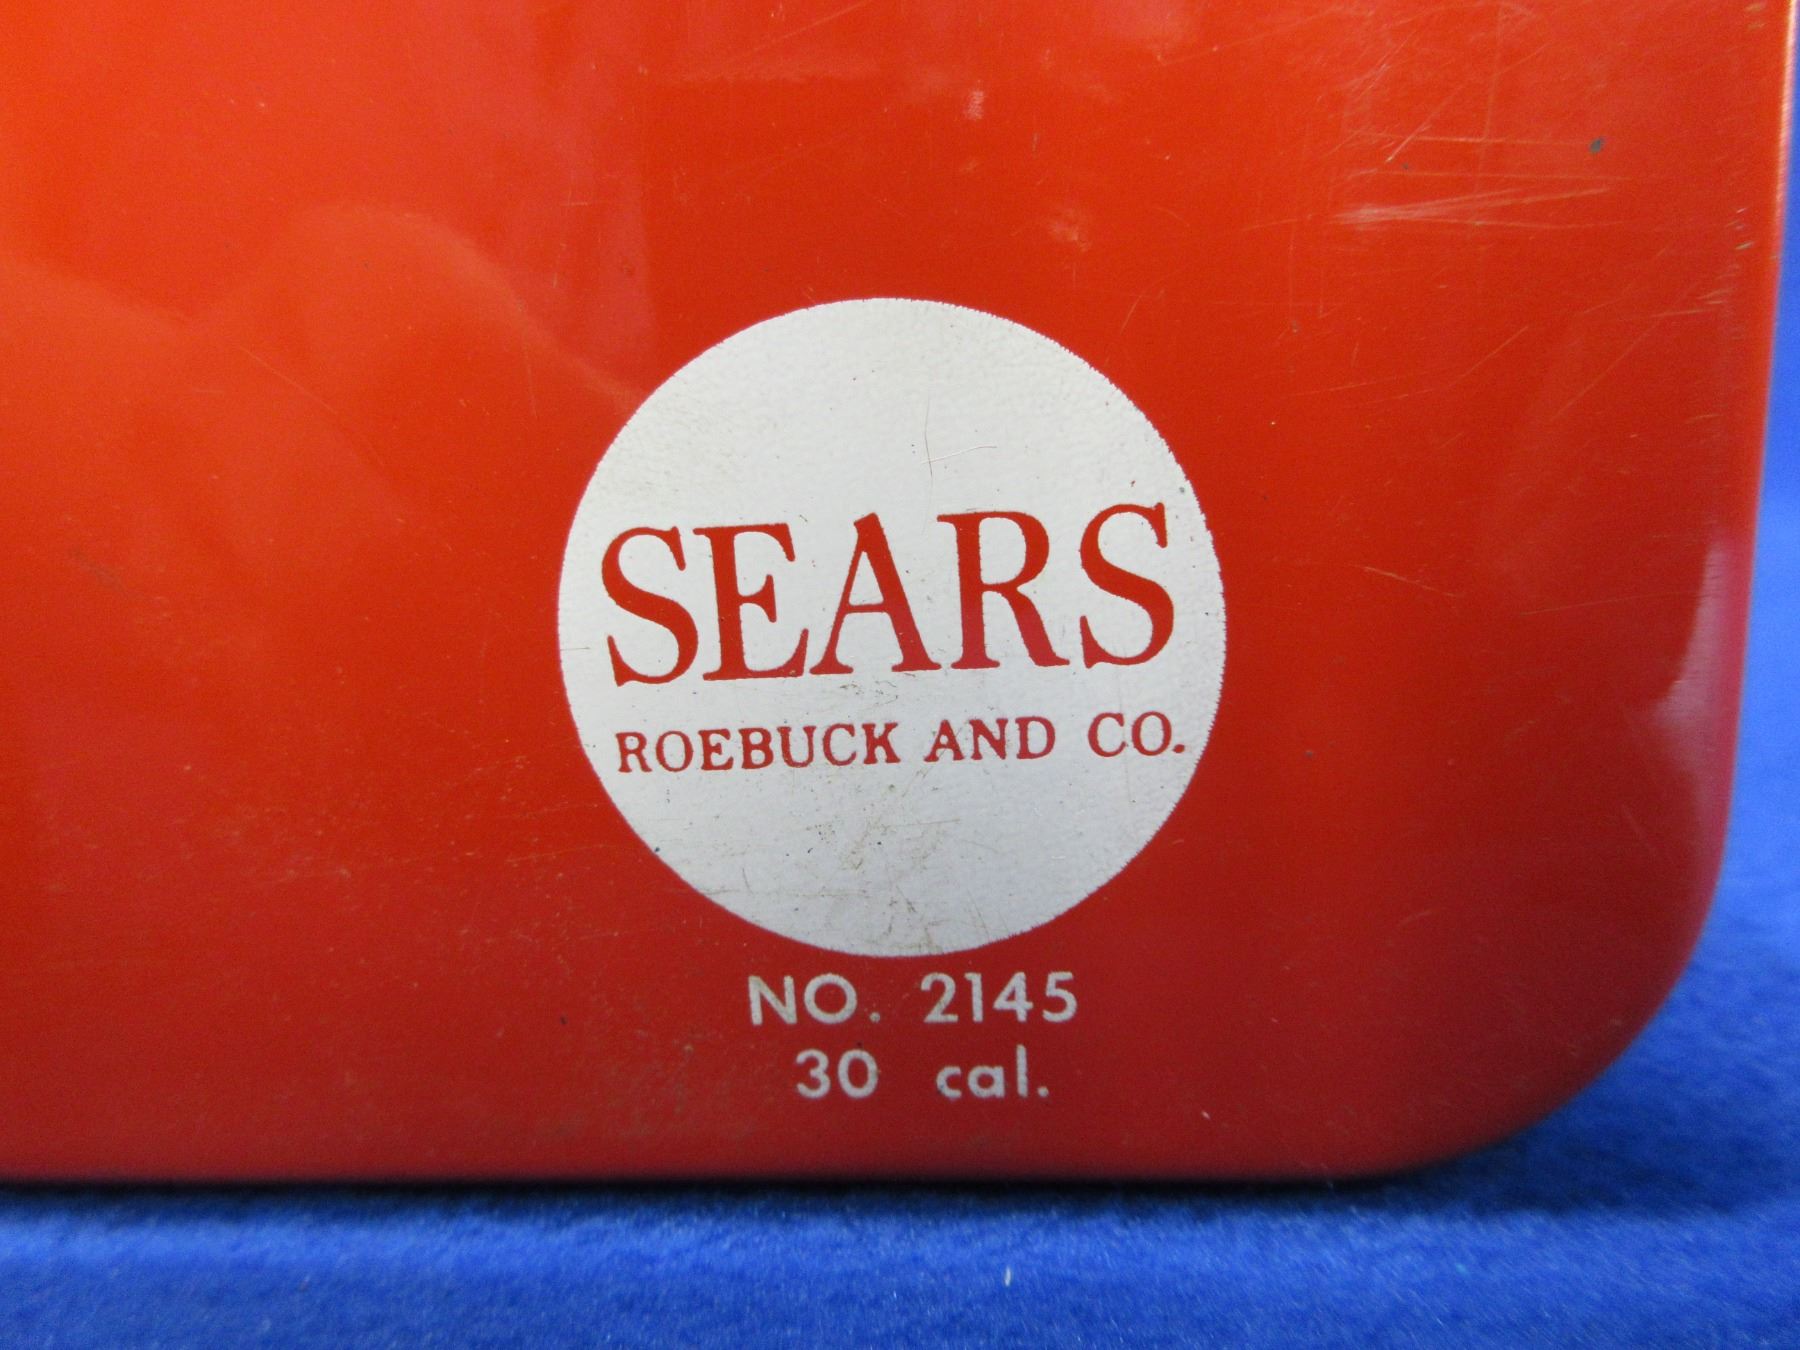 SEARS
ROEBUCK AND CO.
NO. 2145
30 cal.